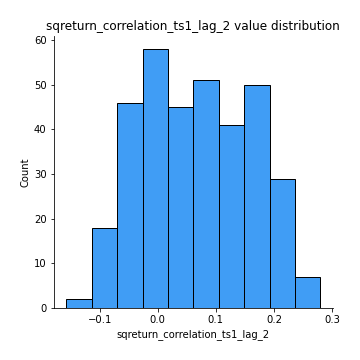 sqreturn_correlation_ts1_lag_2 value distribution
60
50
40
30
20
10
0
Count
−0.1 0.0 0.1 0.2 0.3
sqreturn_correlation_ts1_lag_2